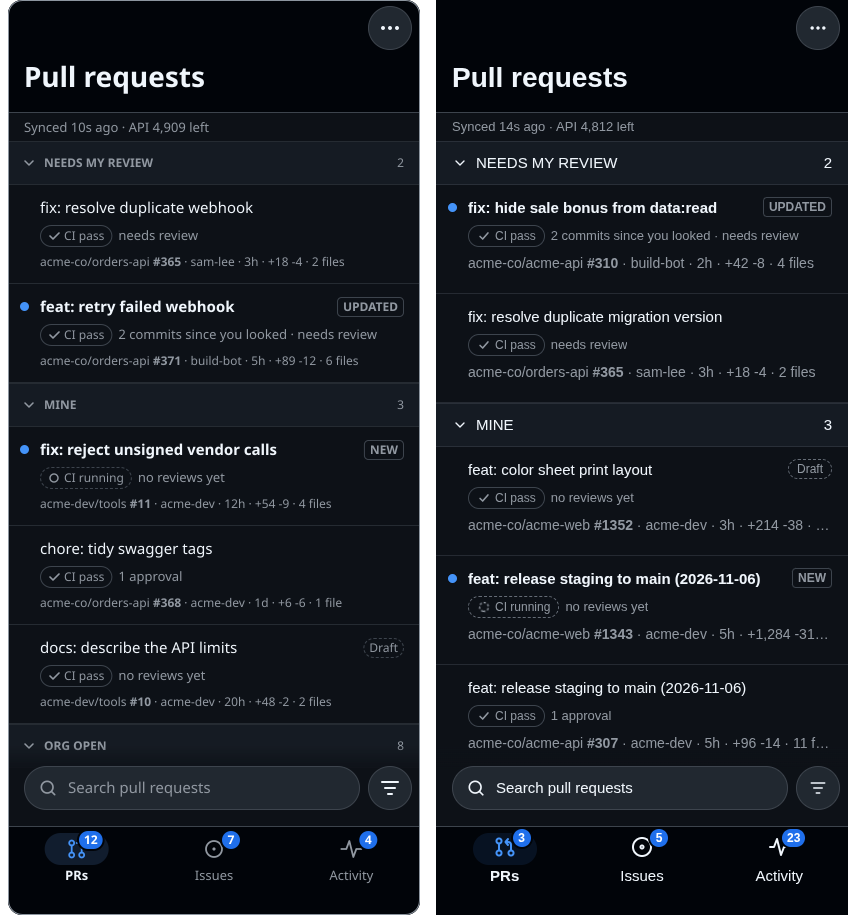 Pull requests
Synced 10s ago · API 4,909 left
NEEDS MY REVIEW 2
fix: resolve duplicate webhook
CI pass needs review
acme-co/orders-api #365 · sam-lee · 3h · +18 -4 · 2 files
feat: retry failed webhook UPDATED
CI pass 2 commits since you looked · needs review
acme-co/orders-api #371 · build-bot · 5h · +89 -12 · 6 files
MINE 3
fix: reject unsigned vendor calls NEW
CI running no reviews yet
acme-dev/tools #11 · acme-dev · 12h · +54 -9 · 4 files
chore: tidy swagger tags
CI pass 1 approval
acme-co/orders-api #368 · acme-dev · 1d · +6 -6 · 1 file
docs: describe the API limits Draft
CI pass no reviews yet
acme-dev/tools #10 · acme-dev · 20h · +48 -2 · 2 files
ORG OPEN 8
Search pull requests
12 7 4
PRs Issues Activity
Pull requests
Synced 14s ago · API 4,812 left
NEEDS MY REVIEW 2
fix: hide sale bonus from data:read UPDATED
CI pass 2 commits since you looked · needs review
acme-co/acme-api #310 · build-bot · 2h · +42 -8 · 4 files
fix: resolve duplicate migration version
CI pass needs review
acme-co/orders-api #365 · sam-lee · 3h · +18 -4 · 2 files
MINE 3
feat: color sheet print layout Draft
CI pass no reviews yet
acme-co/acme-web #1352 · acme-dev · 3h · +214 -38 · …
feat: release staging to main (2026-11-06) NEW
CI running no reviews yet
acme-co/acme-web #1343 · acme-dev · 5h · +1,284 -31…
feat: release staging to main (2026-11-06)
CI pass 1 approval
acme-co/acme-api #307 · acme-dev · 5h · +96 -14 · 11 f…
Search pull requests
3 5 23
PRs Issues Activity